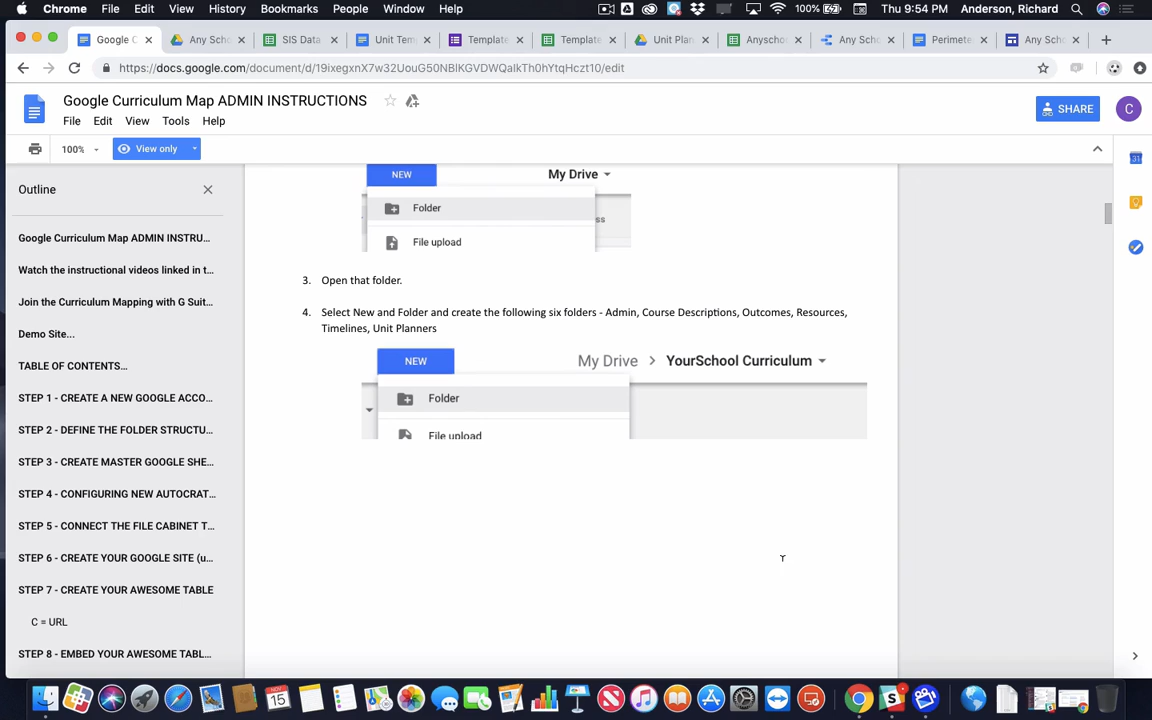 Chrome File Edit View History Bookmarks People Window Help 100% Thu 9:54 PM Anderson, Richard
Google C Any Scho SIS Data Unit Tem Template Template Unit Plan Anyschoo Any Scho Perimete Any Scho
https://docs.google.com/document/d/19ixegxnX7w32UouG50NBlKGVDWQaIkTh0hYtqHczt10/edit
Google Curriculum Map ADMIN INSTRUCTIONS
SHARE C
File Edit View Tools Help
100% View only
31
Outline
Google Curriculum Map ADMIN INSTRU...
Watch the instructional videos linked in t...
Join the Curriculum Mapping with G Suit...
Demo Site...
TABLE OF CONTENTS...
STEP 1 - CREATE A NEW GOOGLE ACCO...
STEP 2 - DEFINE THE FOLDER STRUCTU...
STEP 3 - CREATE MASTER GOOGLE SHE...
STEP 4 - CONFIGURING NEW AUTOCRAT...
STEP 5 - CONNECT THE FILE CABINET T...
STEP 6 - CREATE YOUR GOOGLE SITE (u...
STEP 7 - CREATE YOUR AWESOME TABLE
C = URL
STEP 8 - EMBED YOUR AWESOME TABL...
NEW My Drive
Folder
ss
File upload
3. Open that folder.
4. Select New and Folder and create the following six folders - Admin, Course Descriptions, Outcomes, Resources,
Timelines, Unit Planners
NEW My Drive > YourSchool Curriculum
Folder
File upload
NOV
15